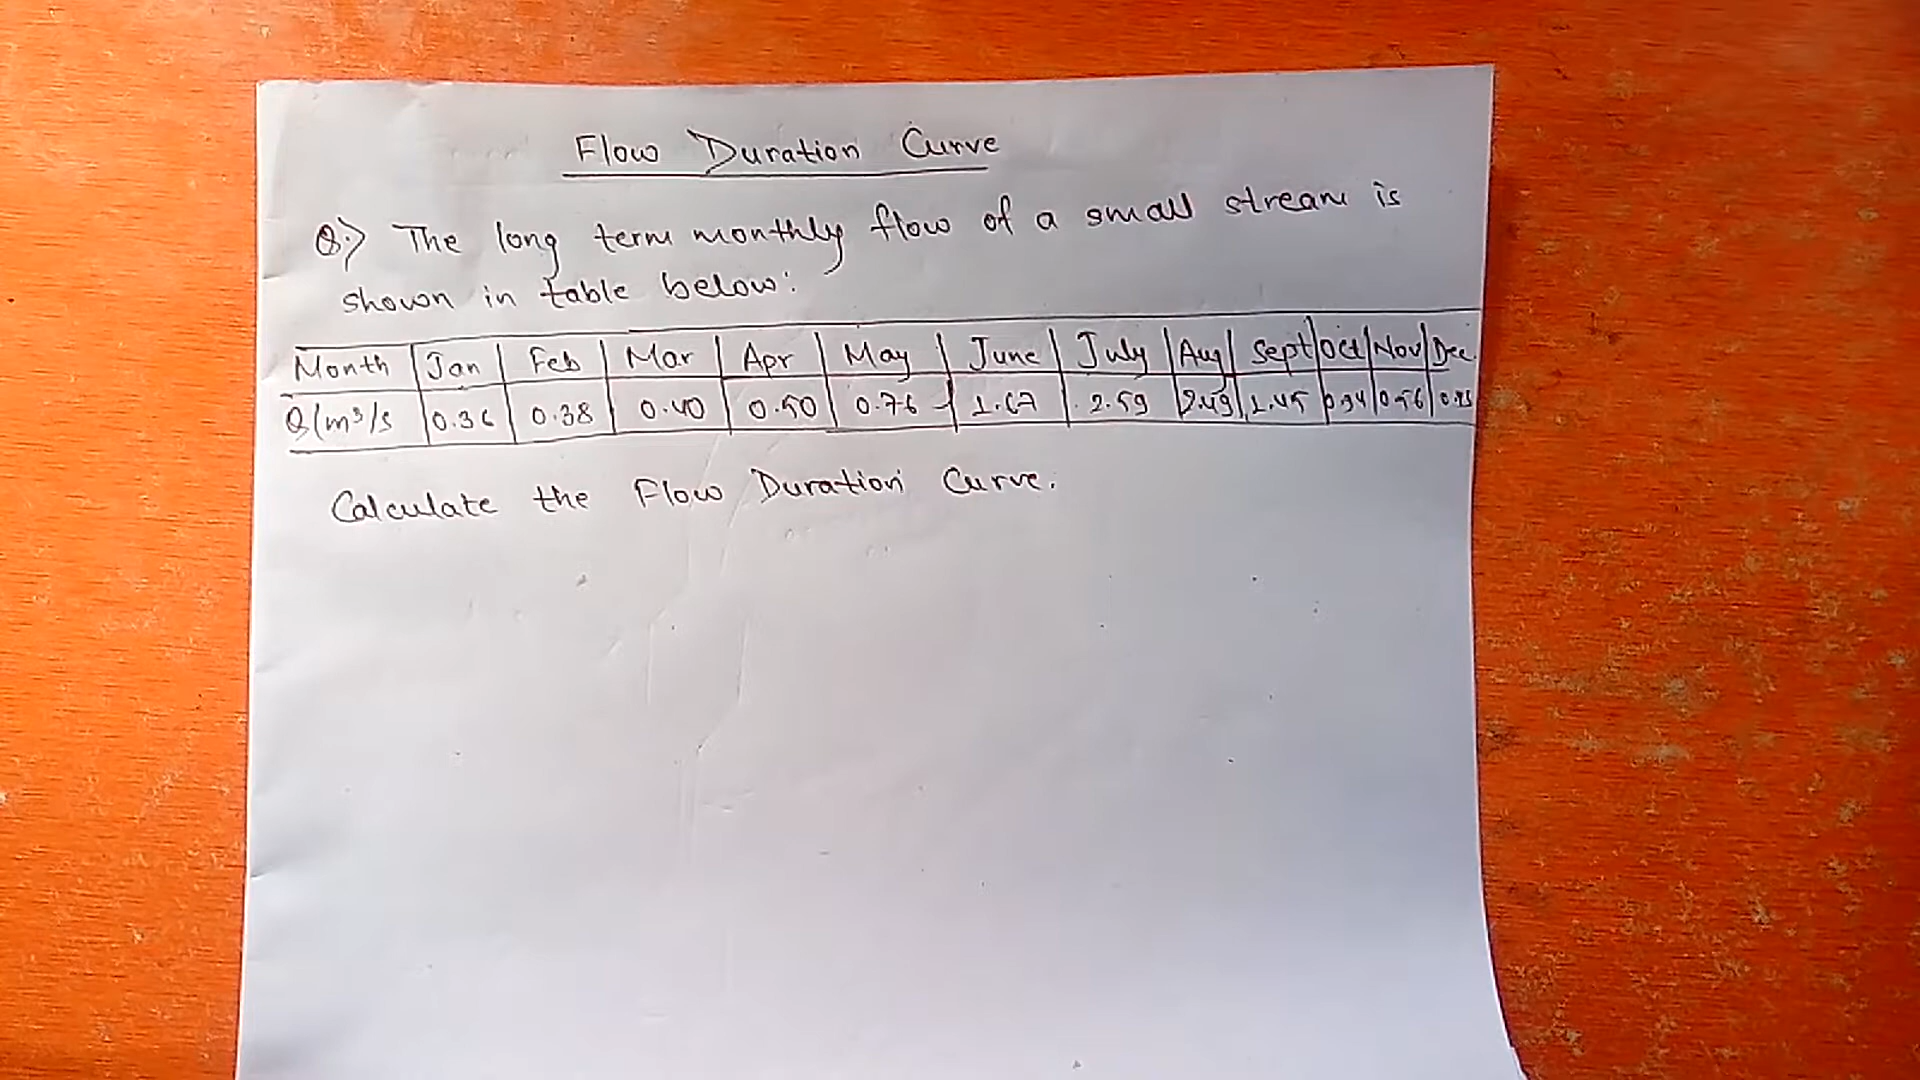 Flow Duration Curve
Q.) The long term monthly flow of a small stream is
shown in table below:
Month Jan Feb Mar Apr May June July Aug Sept Oct Nov Dec.
Q(m³/s 0.36 0.38 0.40 0.50 0.76 1.67 2.59 2.49 1.45 0.94
Calculate the Flow Duration Curve.